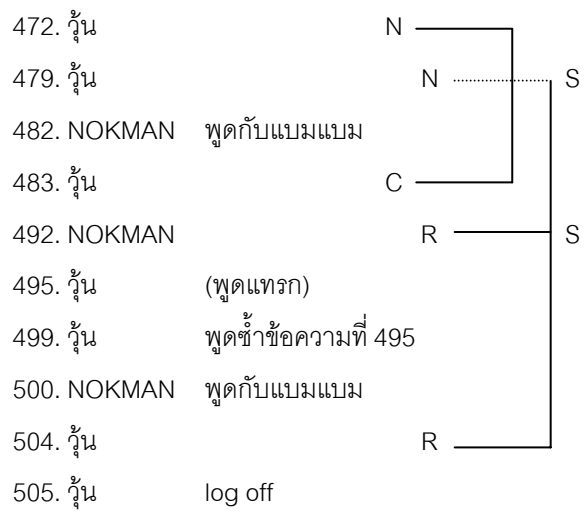 472. วุ้น N
479. วุ้น N S
482. NOKMAN พูดกับแบมแบม
483. วุ้น C
492. NOKMAN R S
495. วุ้น (พูดแทรก)
499. วุ้น พูดซ้ำข้อความที่ 495
500. NOKMAN พูดกับแบมแบม
504. วุ้น R
505. วุ้น log off